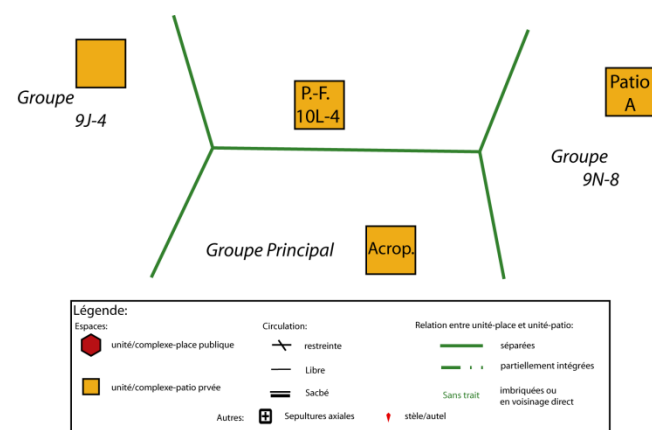 Groupe
9J-4
P.-F.
10L-4
Patio
A
Groupe
9N-8
Groupe Principal
Acrop.
Légende:
Espaces:
Circulation:
Relation entre unité-place et unité-patio:
unité/complexe-place publique
restreinte
séparées
Libre
partiellement intégrées
unité/complexe-patio prvée
Sacbé
Sans trait
imbriquées ou
en voisinage direct
Autres:
Sepultures axiales
stèle/autel